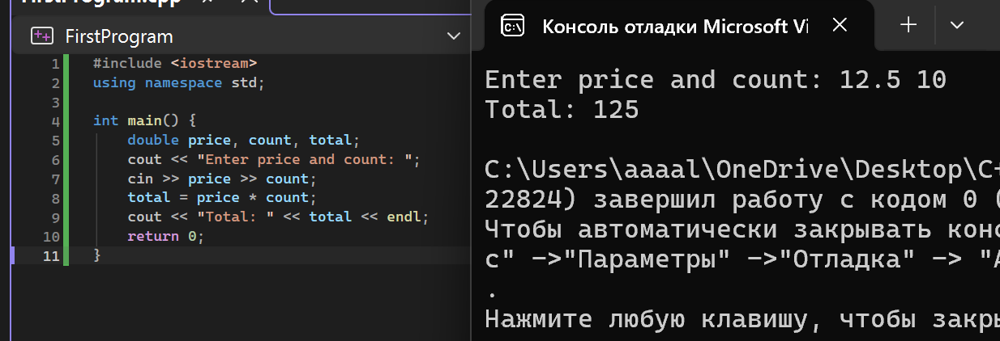 FirstProgram.cpp
FirstProgram
1 #include <iostream>
2 using namespace std;
3
4 int main() {
5 double price, count, total;
6 cout << "Enter price and count: ";
7 cin >> price >> count;
8 total = price * count;
9 cout << "Total: " << total << endl;
10 return 0;
11 }
Консоль отладки Microsoft Vi
Enter price and count: 12.5 10
Total: 125
C:\Users\aaaal\OneDrive\Desktop\C+
22824) завершил работу с кодом 0 (
Чтобы автоматически закрывать конс
с" ->"Параметры" ->"Отладка" -> "А
.
Нажмите любую клавишу, чтобы закры